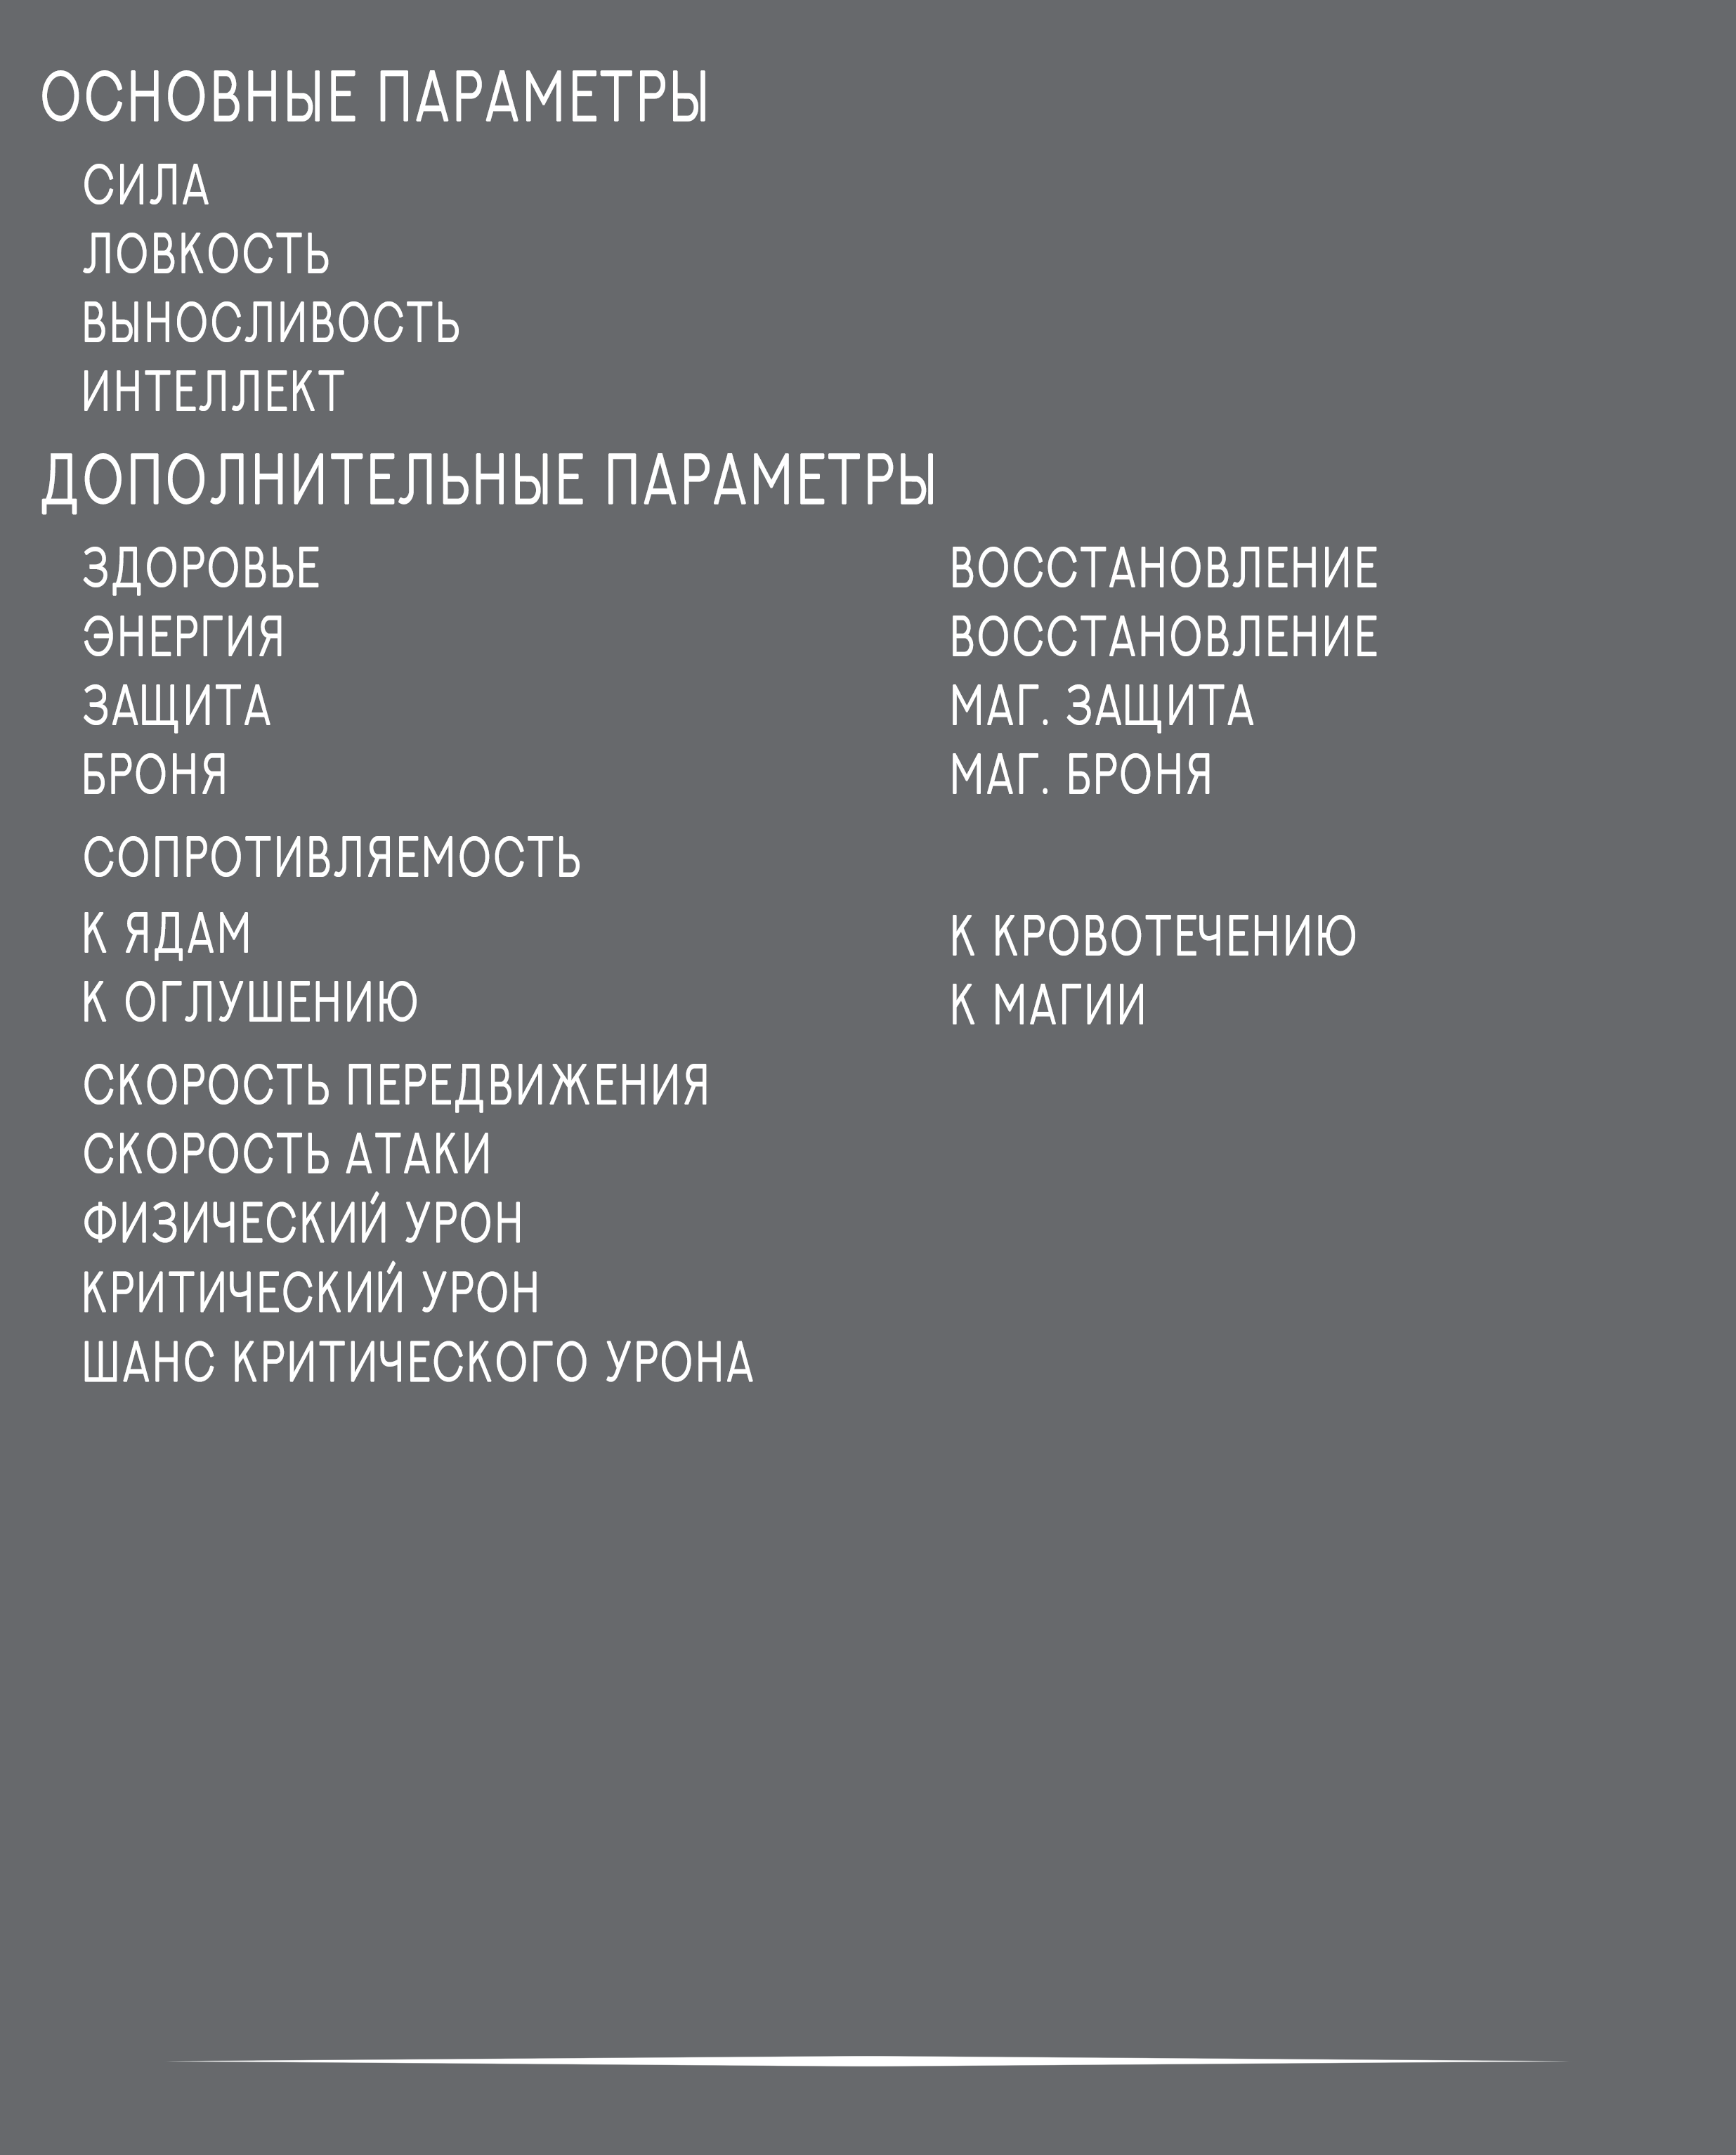 ОСНОВНЫЕ ПАРАМЕТРЫ
СИЛА
ЛОВКОСТЬ
ВЫНОСЛИВОСТЬ
ИНТЕЛЛЕКТ
ДОПОЛНИТЕЛЬНЫЕ ПАРАМЕТРЫ
ЗДОРОВЬЕ ВОССТАНОВЛЕНИЕ
ЭНЕРГИЯ ВОССТАНОВЛЕНИЕ
ЗАЩИТА МАГ. ЗАЩИТА
БРОНЯ МАГ. БРОНЯ
СОПРОТИВЛЯЕМОСТЬ
К ЯДАМ К КРОВОТЕЧЕНИЮ
К ОГЛУШЕНИЮ К МАГИИ
СКОРОСТЬ ПЕРЕДВИЖЕНИЯ
СКОРОСТЬ АТАКИ
ФИЗИЧЕСКИЙ УРОН
КРИТИЧЕСКИЙ УРОН
ШАНС КРИТИЧЕСКОГО УРОНА